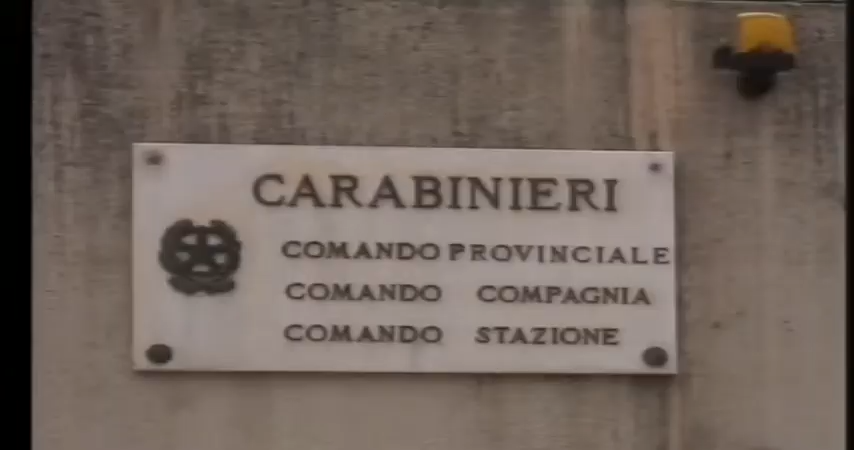 CARABINIERI
COMANDO PROVINCIALE
COMANDO COMPAGNIA
COMANDO STAZIONE